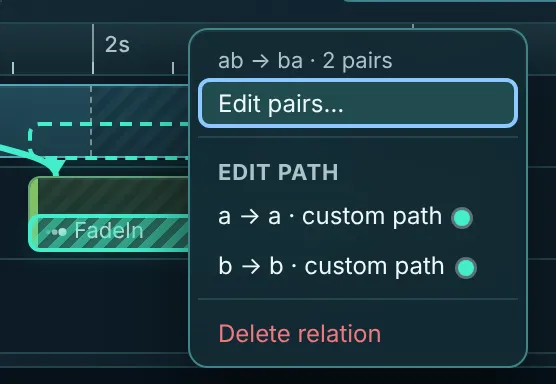 2s
ab → ba · 2 pairs
Edit pairs...
EDIT PATH
a → a · custom path
b → b · custom path
Delete relation
FadeIn